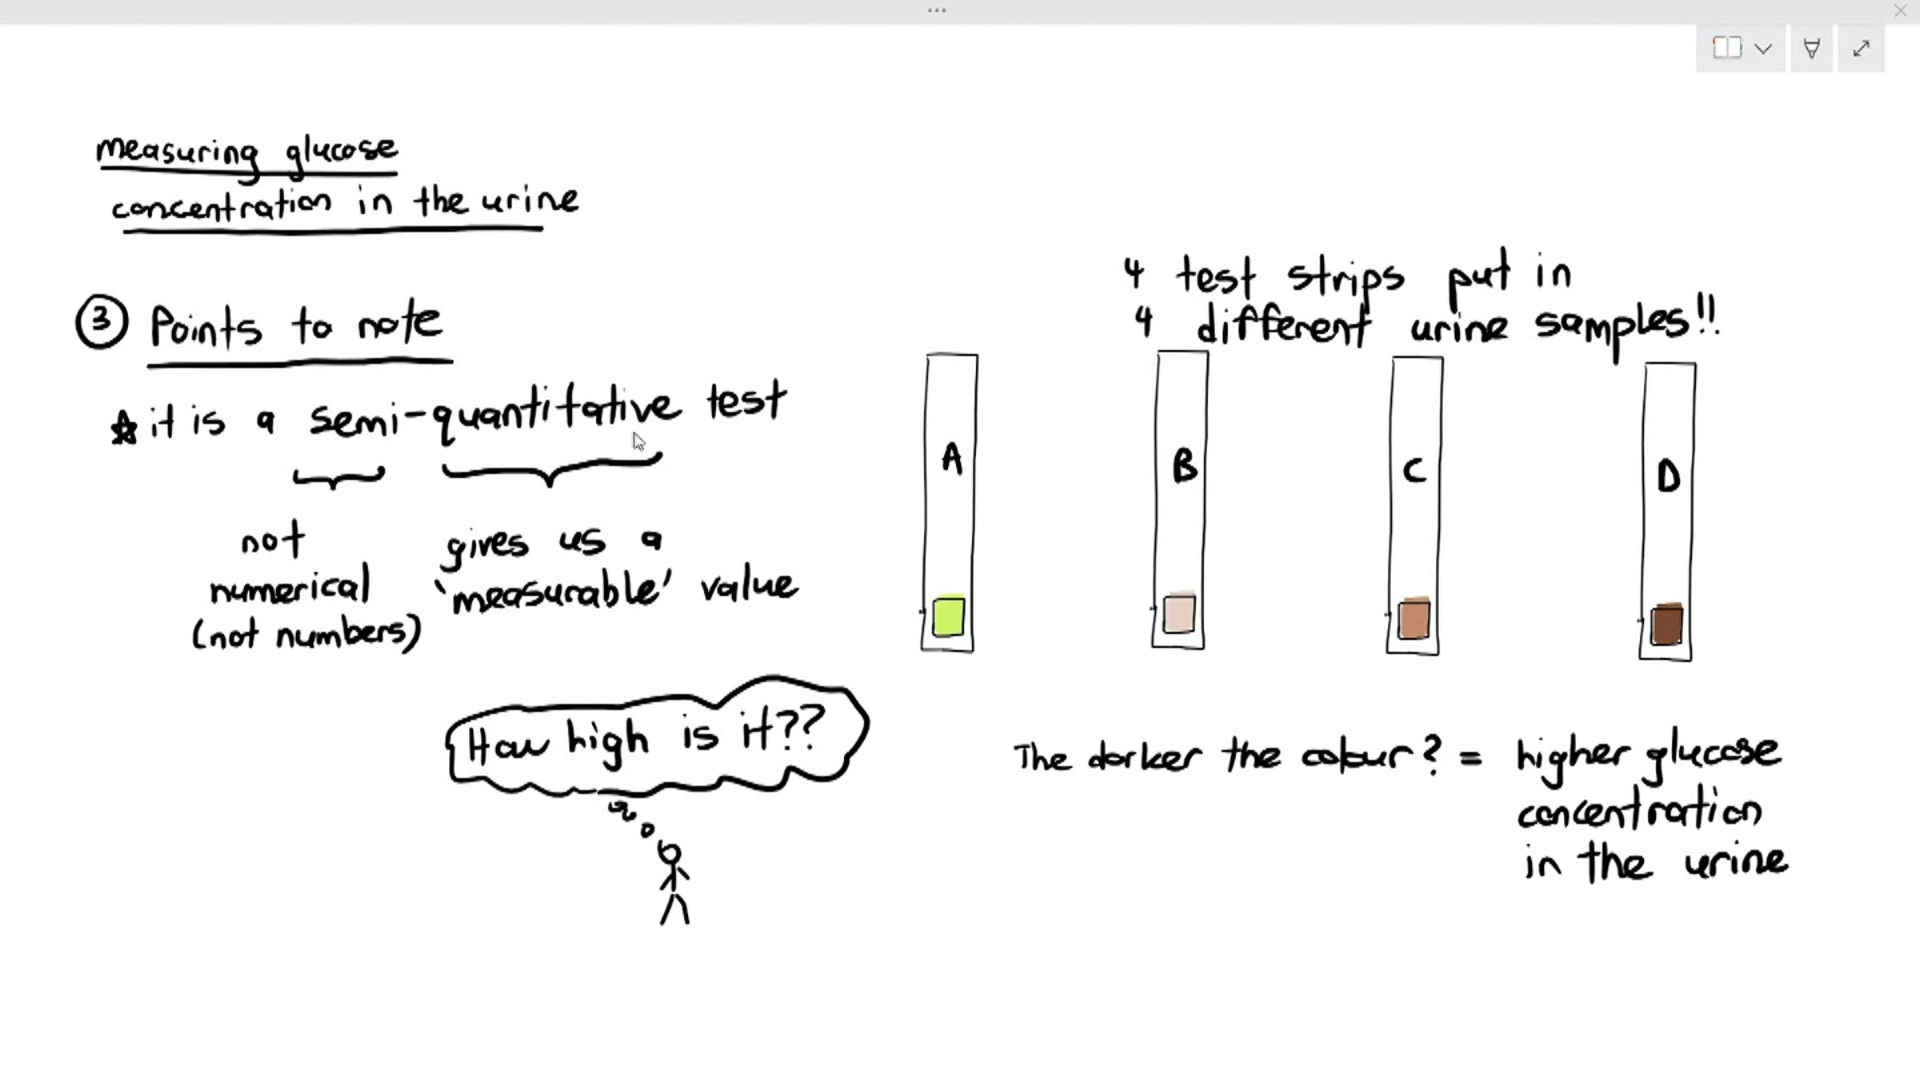 measuring glucose
concentration in the urine
③ Points to note
☆ it is a semi-quantitative test
not
numerical
(not numbers)
gives us a
'measurable' value
How high is it??
4 test strips put in
4 different urine samples!!
A
B
C
D
The darker the colour? = higher glucose
concentration
in the urine